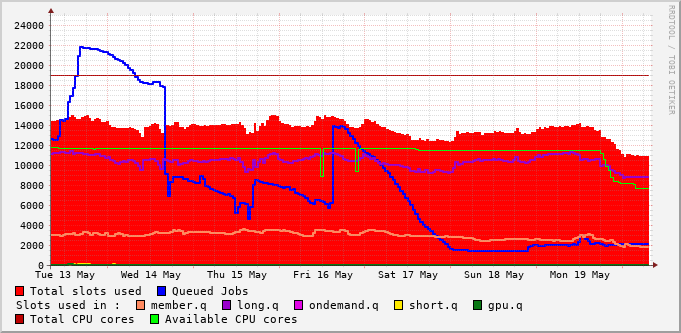 RRDTOOL / TOBI OETIKER
24000
22000
20000
18000
16000
14000
12000
10000
8000
6000
4000
2000
0
Tue 13 May Wed 14 May Thu 15 May Fri 16 May Sat 17 May Sun 18 May Mon 19 May
Total slots used Queued Jobs
Slots used in : member.q long.q ondemand.q short.q gpu.q
Total CPU cores Available CPU cores